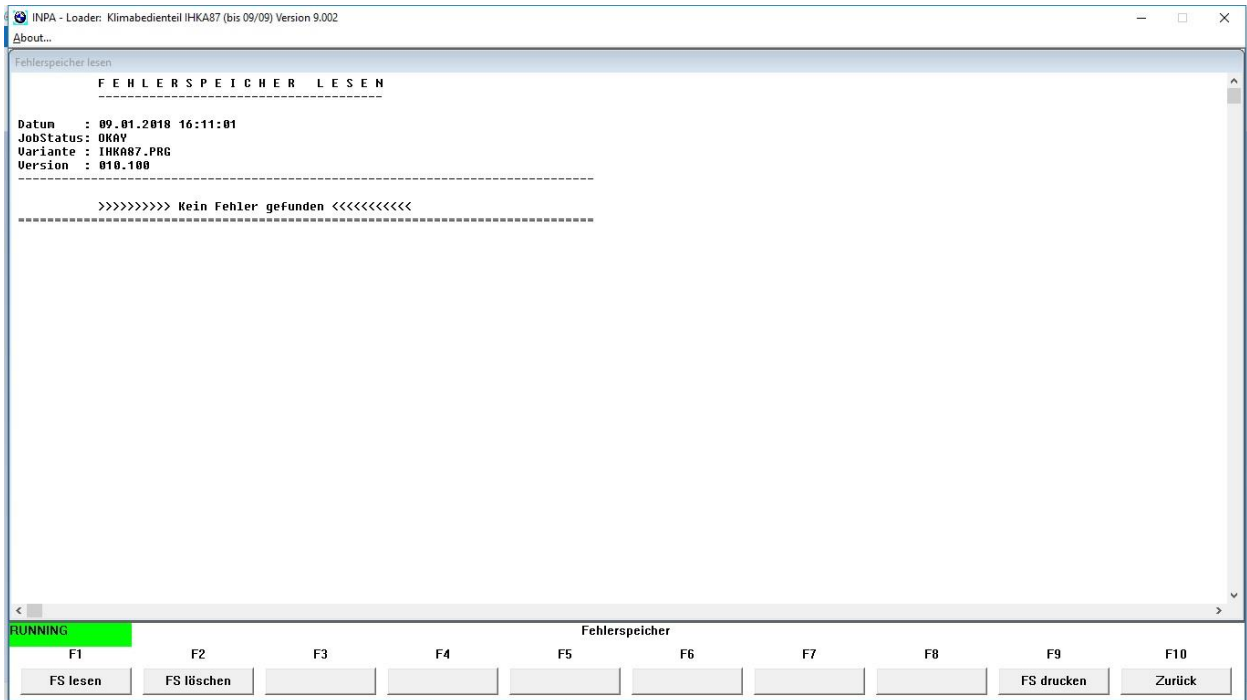 INPA - Loader: Klimabedienteil IHKA87 (bis 09/09) Version 9.002
About...
Fehlerspeicher lesen
F E H L E R S P E I C H E R   L E S E N
Datum : 09.01.2018 16:11:01
JobStatus: OKAY
Variante : IHKA87.PRG
Version : 010.100
>>>>>>>>>> Kein Fehler gefunden <<<<<<<<<<<
RUNNING
Fehlerspeicher
F1 F2 F3 F4 F5 F6 F7 F8 F9 F10
FS lesen FS löschen FS drucken Zurück